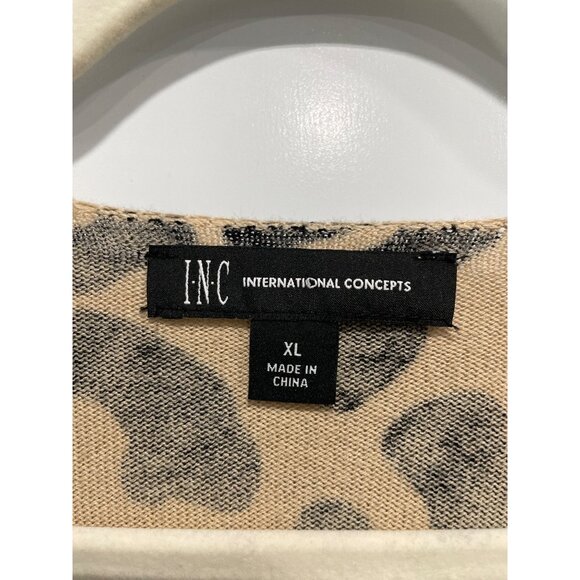 I·N·C INTERNATIONAL CONCEPTS
XL
MADE IN
CHINA